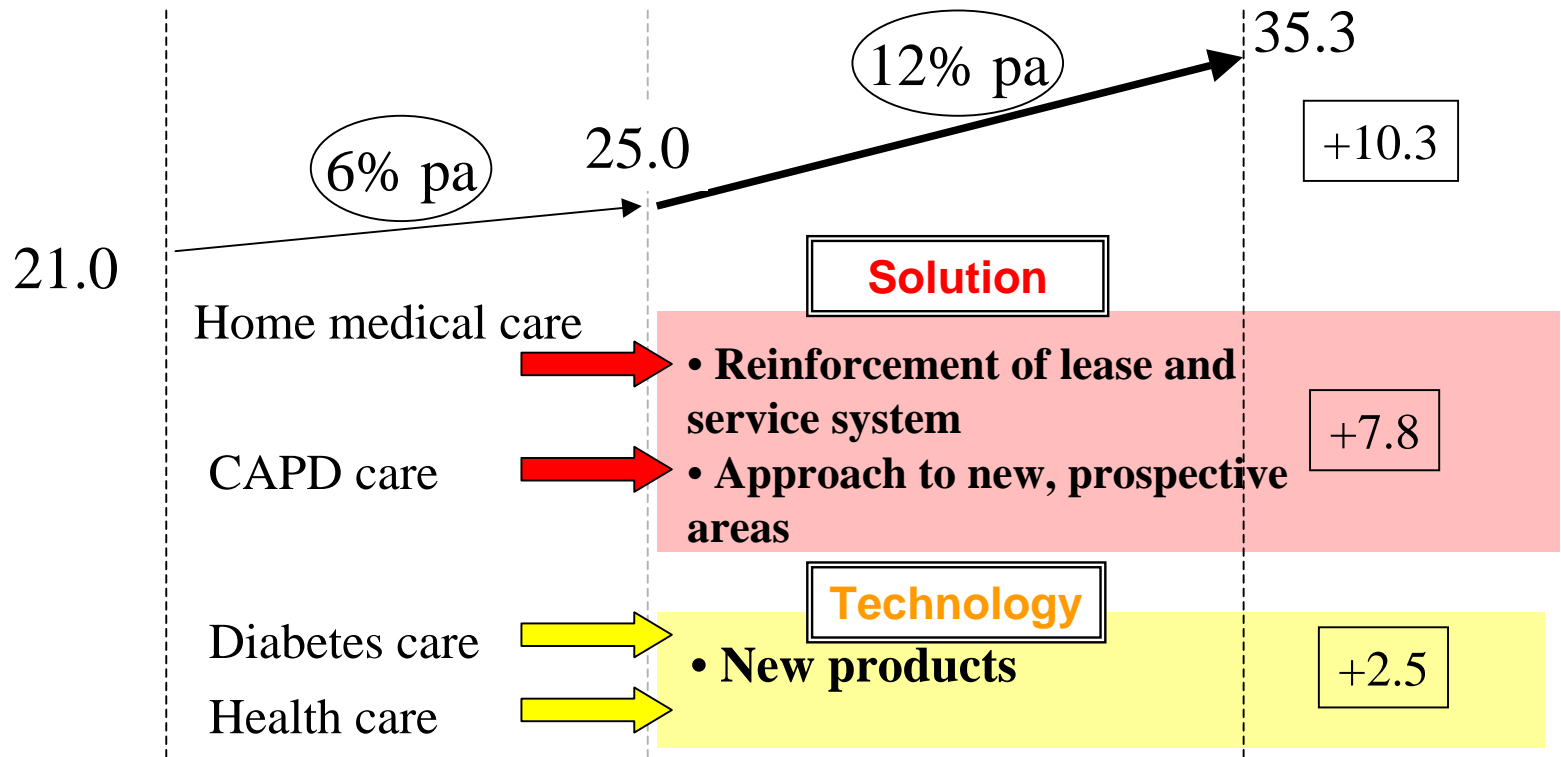 35.3
12% pa
+10.3
25.0
6% pa
21.0
Solution
Home medical care
• Reinforcement of lease and
service system
+7.8
CAPD care
• Approach to new, prospective
areas
Technology
Diabetes care
• New products
+2.5
Health care